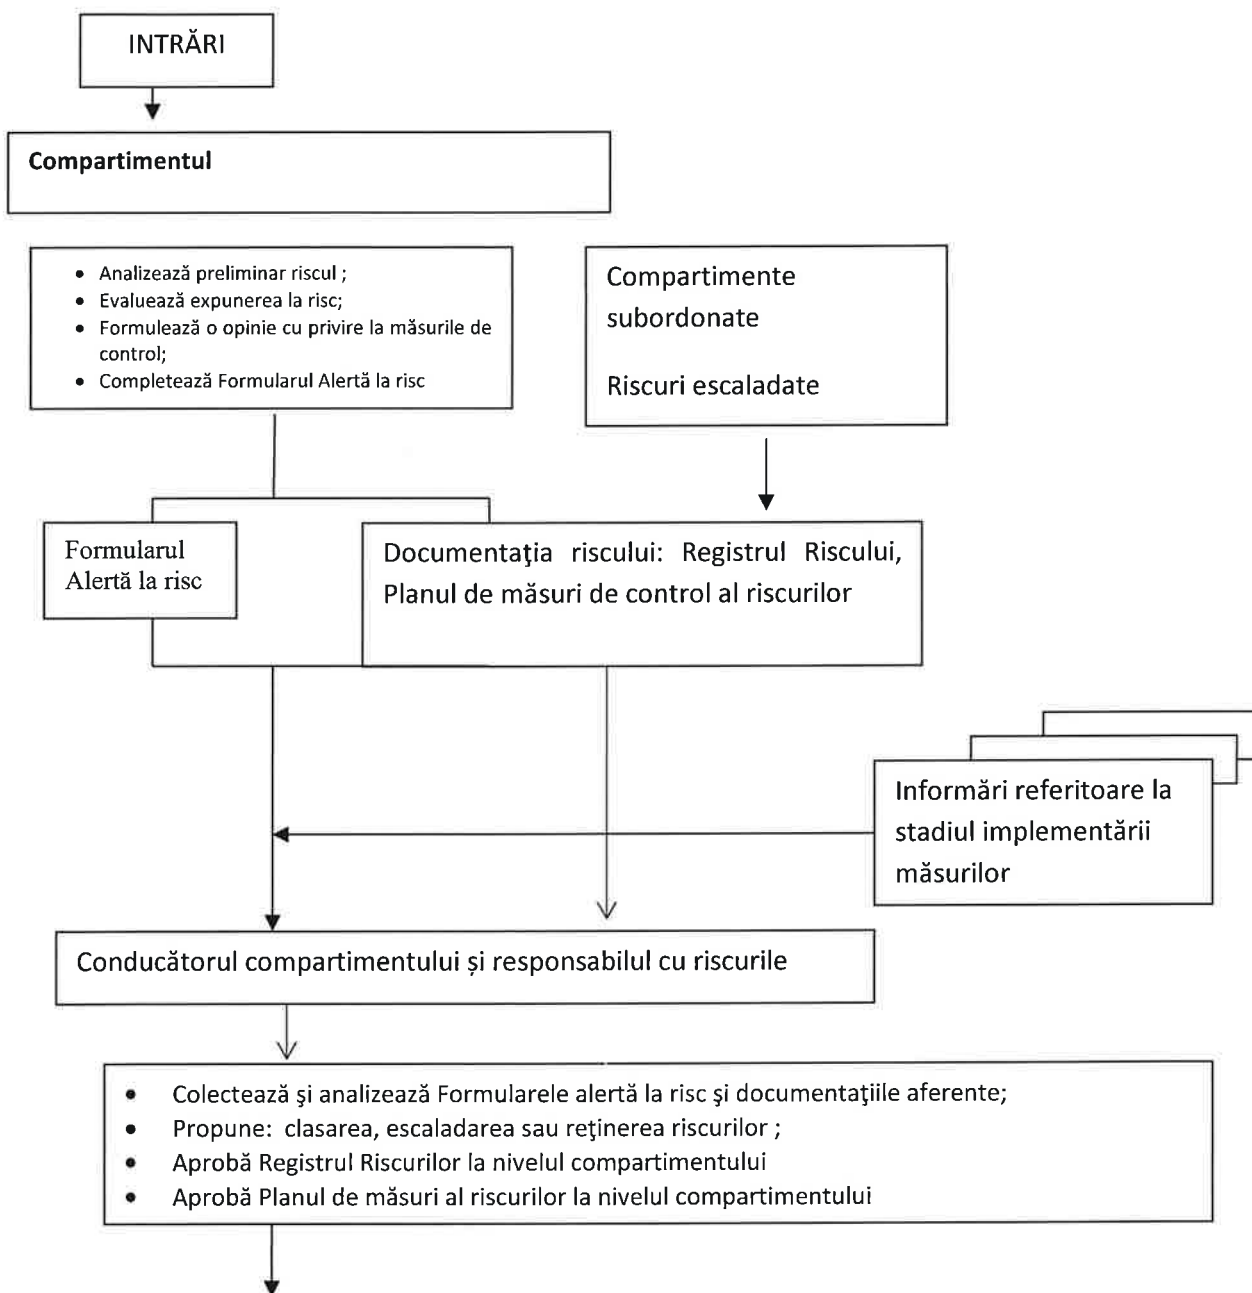 INTRĂRI
Compartimentul
• Analizează preliminar riscul ;
• Evaluează expunerea la risc;
• Formulează o opinie cu privire la măsurile de
control;
• Completează Formularul Alertă la risc
Compartimente
subordonate
Riscuri escaladate
Formularul
Alertă la risc
Documentaţia riscului: Registrul Riscului,
Planul de măsuri de control al riscurilor
Informări referitoare la
stadiul implementării
măsurilor
Conducătorul compartimentului și responsabilul cu riscurile
• Colectează şi analizează Formularele alertă la risc şi documentaţiile aferente;
• Propune: clasarea, escaladarea sau reţinerea riscurilor ;
• Aprobă Registrul Riscurilor la nivelul compartimentului
• Aprobă Planul de măsuri al riscurilor la nivelul compartimentului